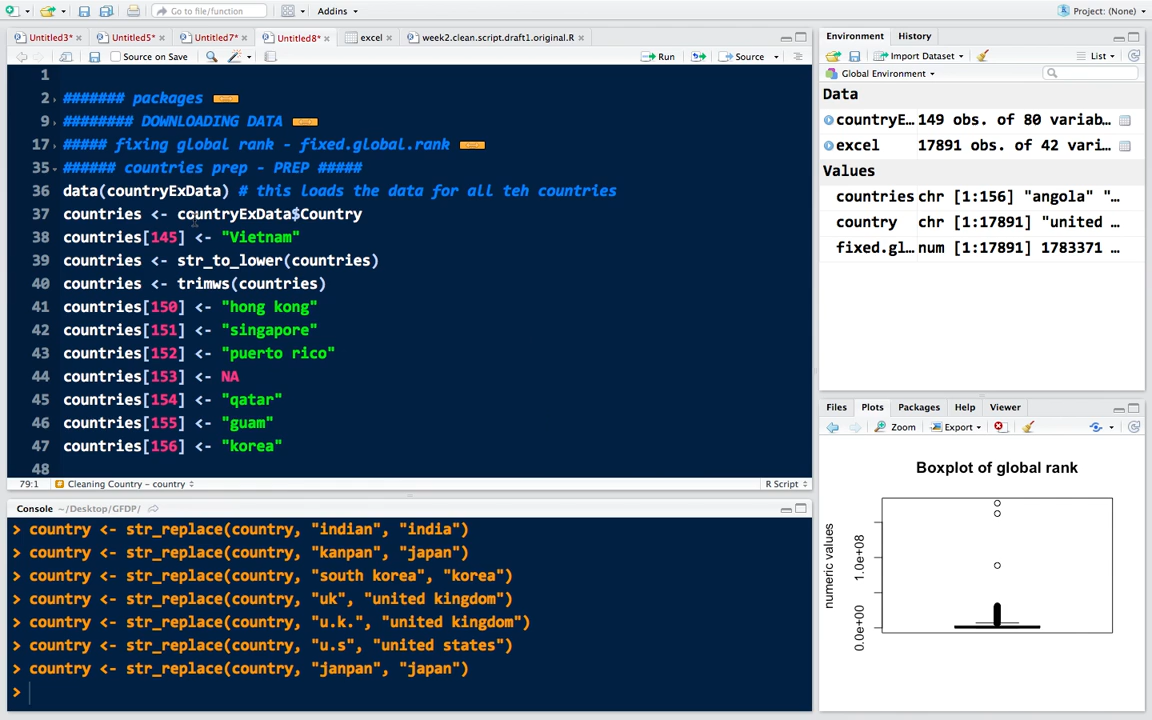 Go to file/function
Addins
Project: (None)
Untitled3*
Untitled5*
Untitled7*
Untitled8*
excel
week2.clean.script.draft1.original.R
Source on Save
Run
Source
1
2 ####### packages
9 ######## DOWNLOADING DATA
17 ##### fixing global rank - fixed.global.rank
35 ###### countries prep - PREP #####
36 data(countryExData) # this loads the data for all teh countries
37 countries <- countryExData$Country
38 countries[145] <- "Vietnam"
39 countries <- str_to_lower(countries)
40 countries <- trimws(countries)
41 countries[150] <- "hong kong"
42 countries[151] <- "singapore"
43 countries[152] <- "puerto rico"
44 countries[153] <- NA
45 countries[154] <- "qatar"
46 countries[155] <- "guam"
47 countries[156] <- "korea"
48
79:1 Cleaning Country - country
R Script
Console ~/Desktop/GFDP/
> country <- str_replace(country, "indian", "india")
> country <- str_replace(country, "kanpan", "japan")
> country <- str_replace(country, "south korea", "korea")
> country <- str_replace(country, "uk", "united kingdom")
> country <- str_replace(country, "u.k.", "united kingdom")
> country <- str_replace(country, "u.s", "united states")
> country <- str_replace(country, "janpan", "japan")
>
Environment History
Import Dataset
List
Global Environment
Data
countryE… 149 obs. of 80 variab…
excel 17891 obs. of 42 vari…
Values
countries chr [1:156] "angola" "…
country chr [1:17891] "united …
fixed.gl… num [1:17891] 1783371 …
Files Plots Packages Help Viewer
Zoom Export
Boxplot of global rank
numeric values
1.0e+08
0.0e+00